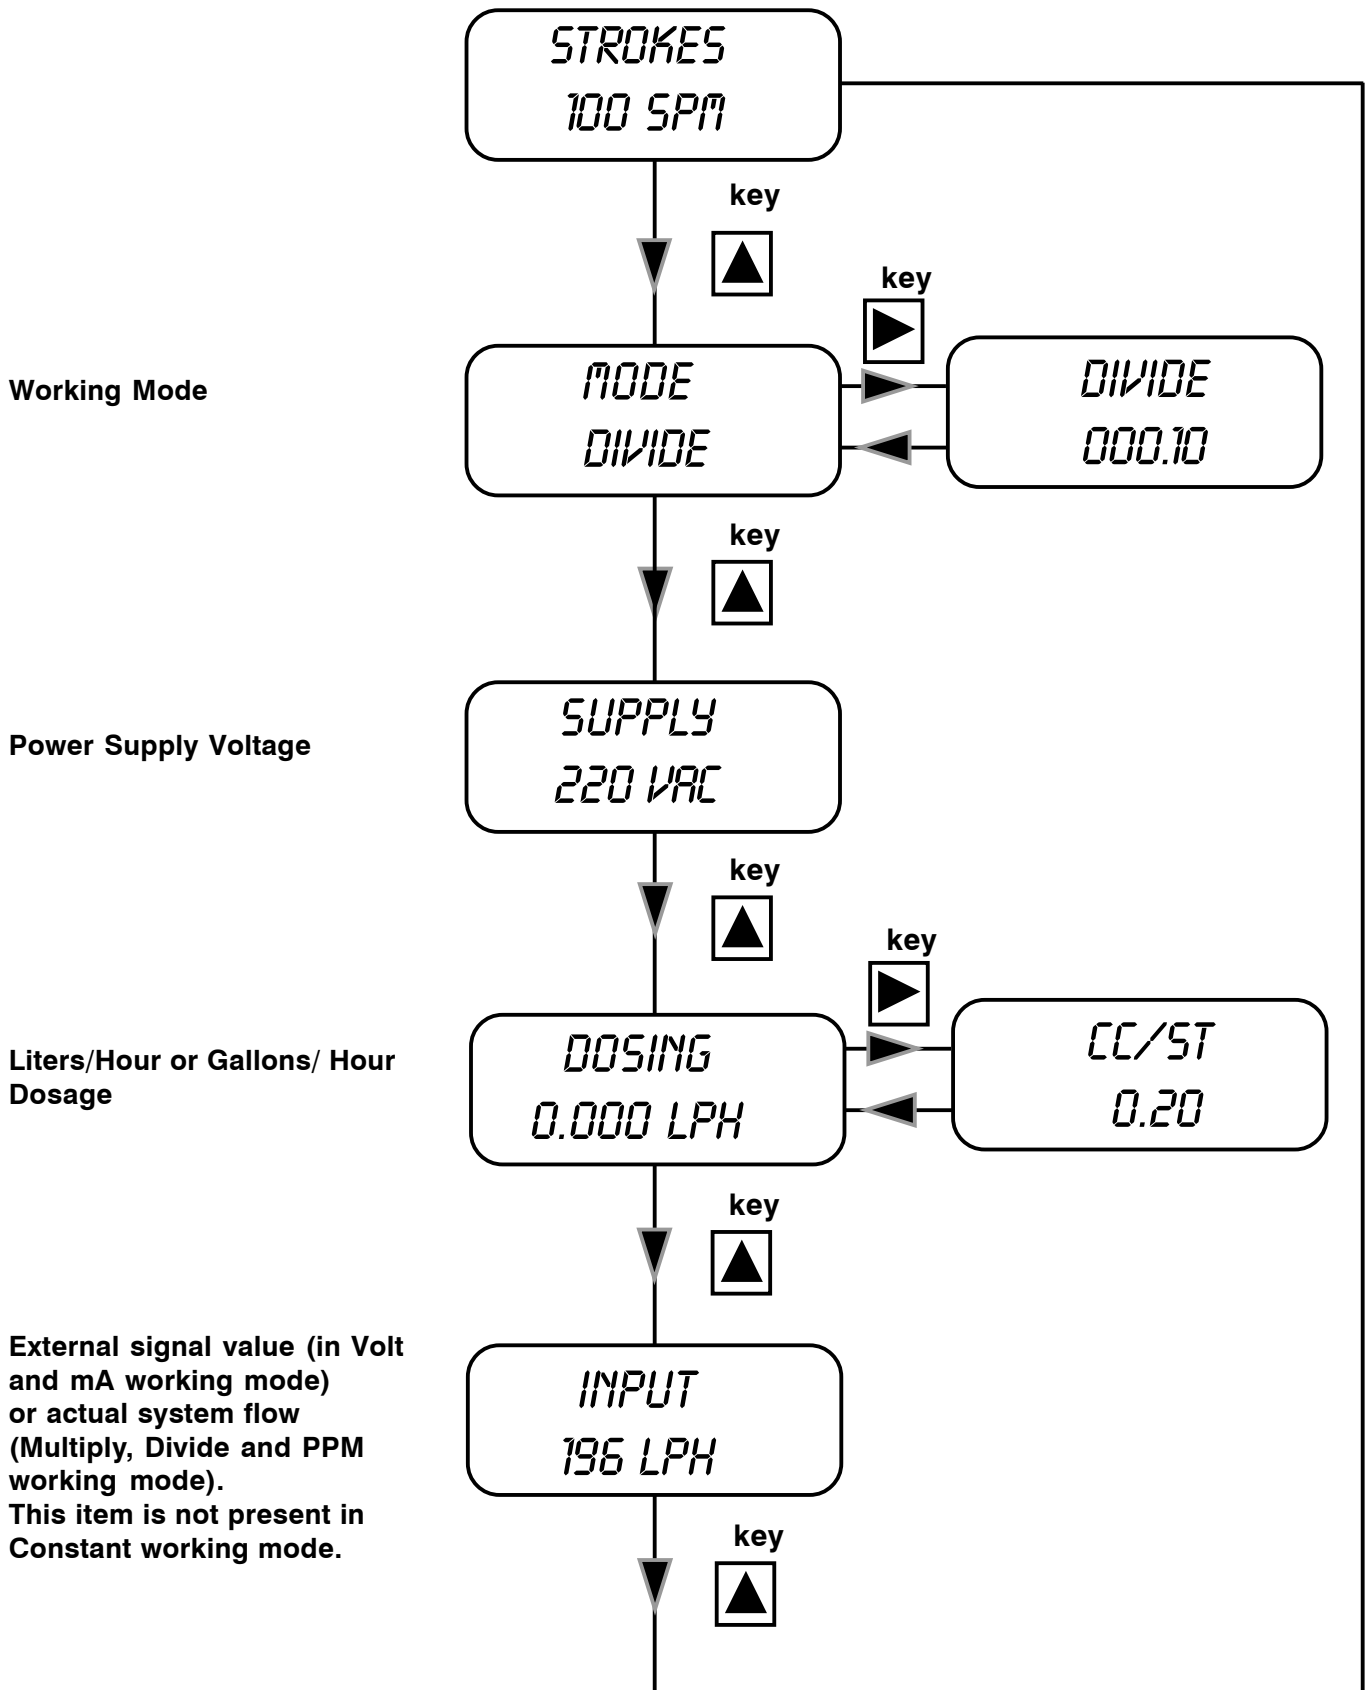 STROKES
100 SPM
key
key
Working Mode
MODE
DIVIDE
DIVIDE
000.10
key
Power Supply Voltage
SUPPLY
220 VAC
key
key
Liters/Hour or Gallons/ Hour
Dosage
DOSING
0.000 LPH
CC/ST
0.20
key
External signal value (in Volt
and mA working mode)
or actual system flow
(Multiply, Divide and PPM
working mode).
This item is not present in
Constant working mode.
INPUT
196 LPH
key